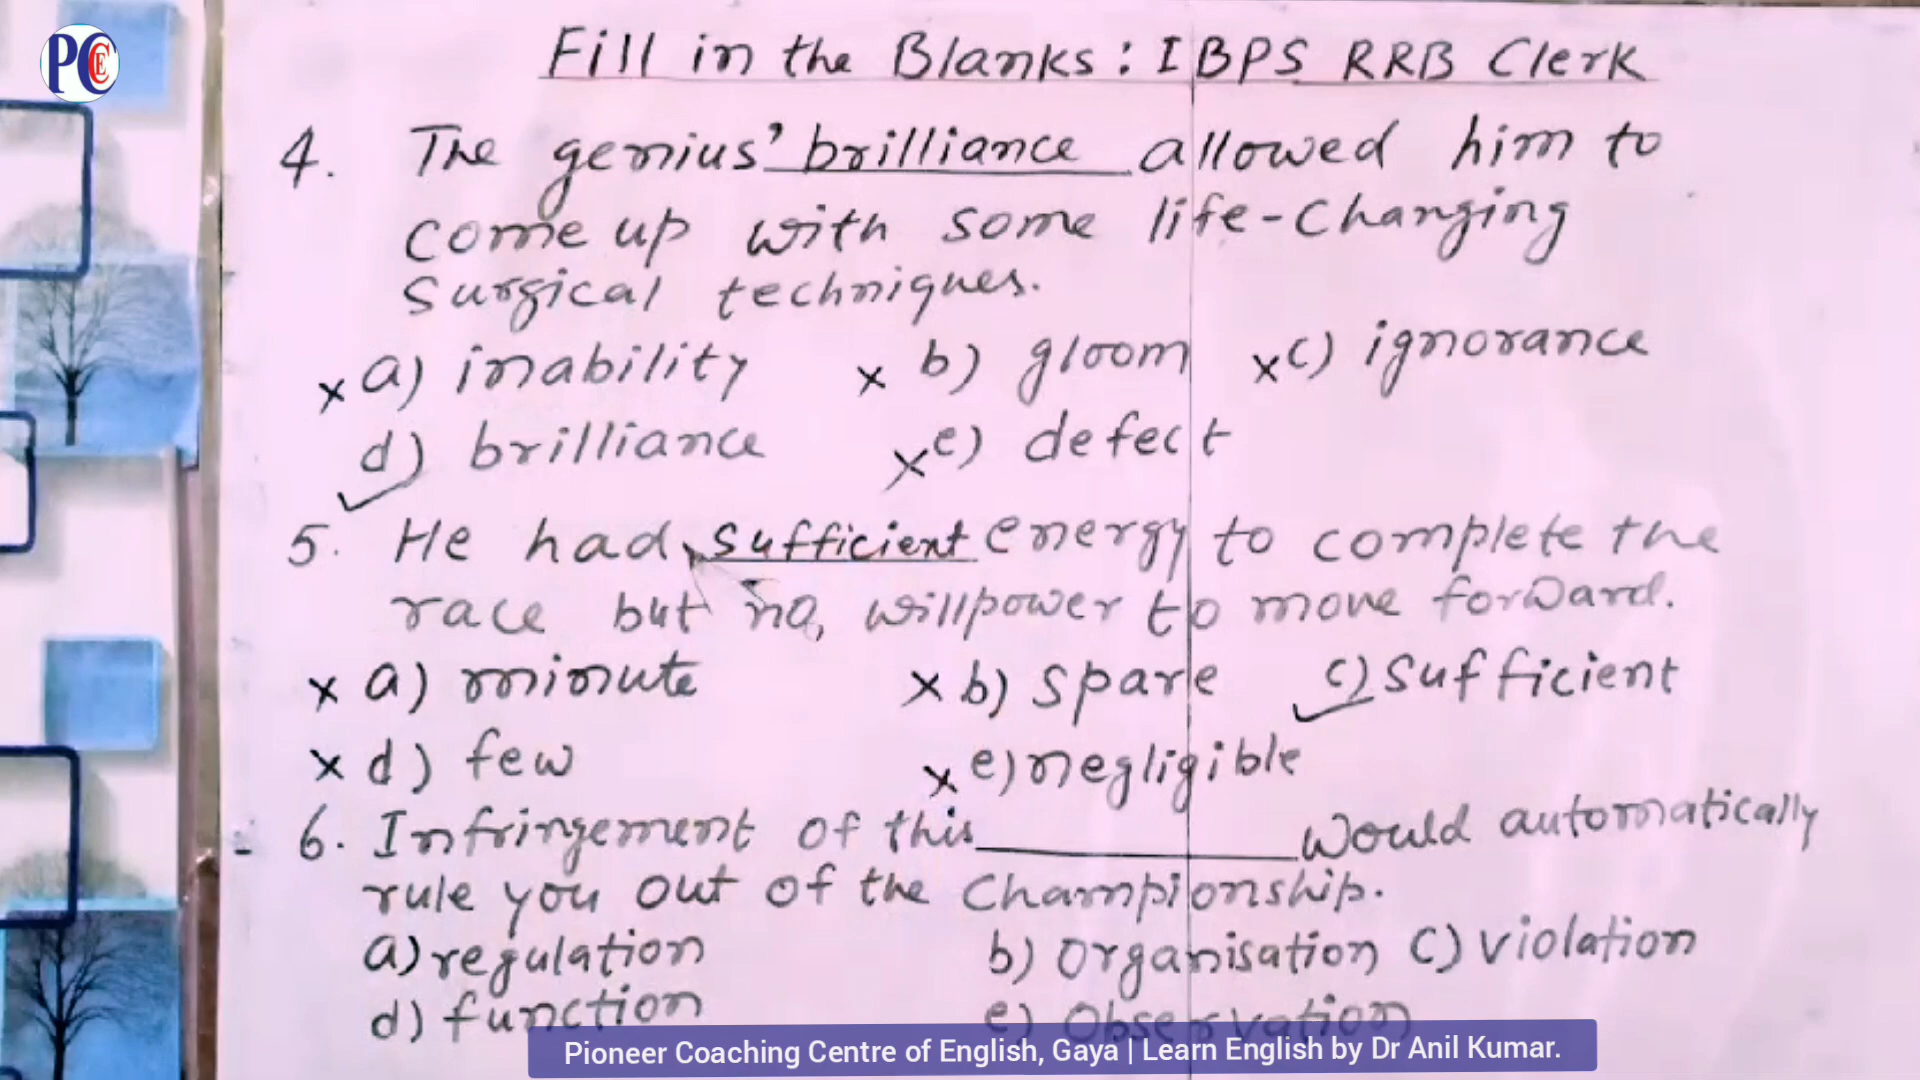 PCCE
Fill in the Blanks: IBPS RRB Clerk
4. The genius' brilliance allowed him to
come up with some life-changing
surgical techniques.
x a) inability x b) gloom x c) ignorance
d) brilliance x e) defect
5. He had sufficient energy to complete the
race but no, willpower to move forward.
x a) minute x b) spare c) sufficient
x d) few x e) negligible
6. Infringement of this ________ would automatically
rule you out of the championship.
a) regulation b) organisation c) violation
d) function e) observation
Pioneer Coaching Centre of English, Gaya | Learn English by Dr Anil Kumar.